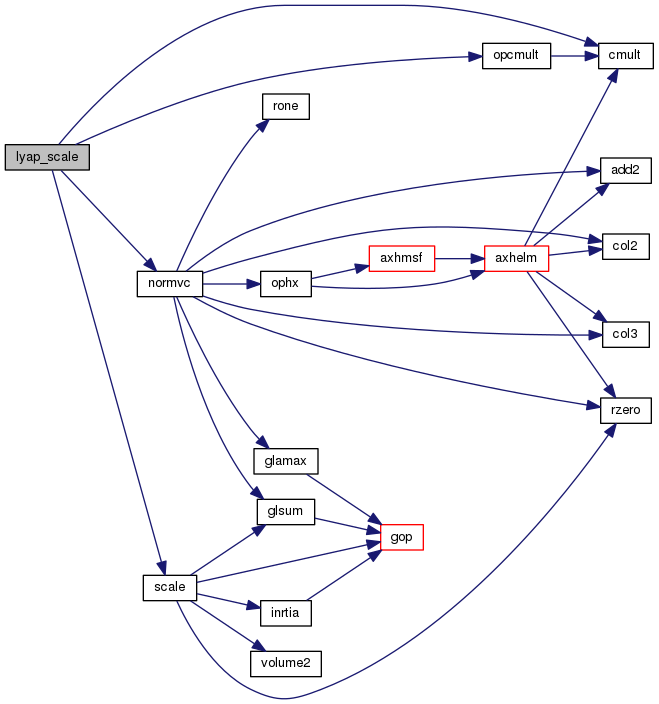 opcmult
cmult
rone
lyap_scale
add2
col2
axhmsf
axhelm
normvc
ophx
col3
rzero
glamax
glsum
gop
scale
inrtia
volume2